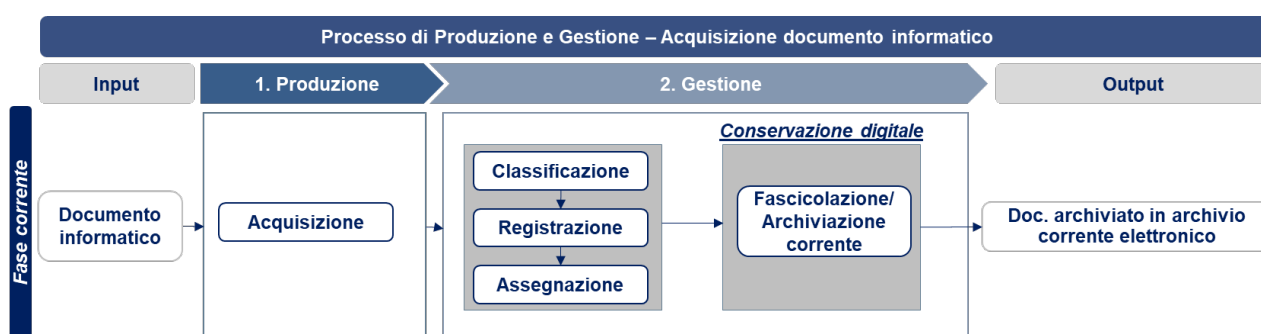 Processo di Produzione e Gestione – Acquisizione documento informatico
Input
1. Produzione
2. Gestione
Output
Fase corrente
Documento
informatico
Acquisizione
Classificazione
Registrazione
Assegnazione
Conservazione digitale
Fascicolazione/
Archiviazione
corrente
Doc. archiviato in archivio
corrente elettronico